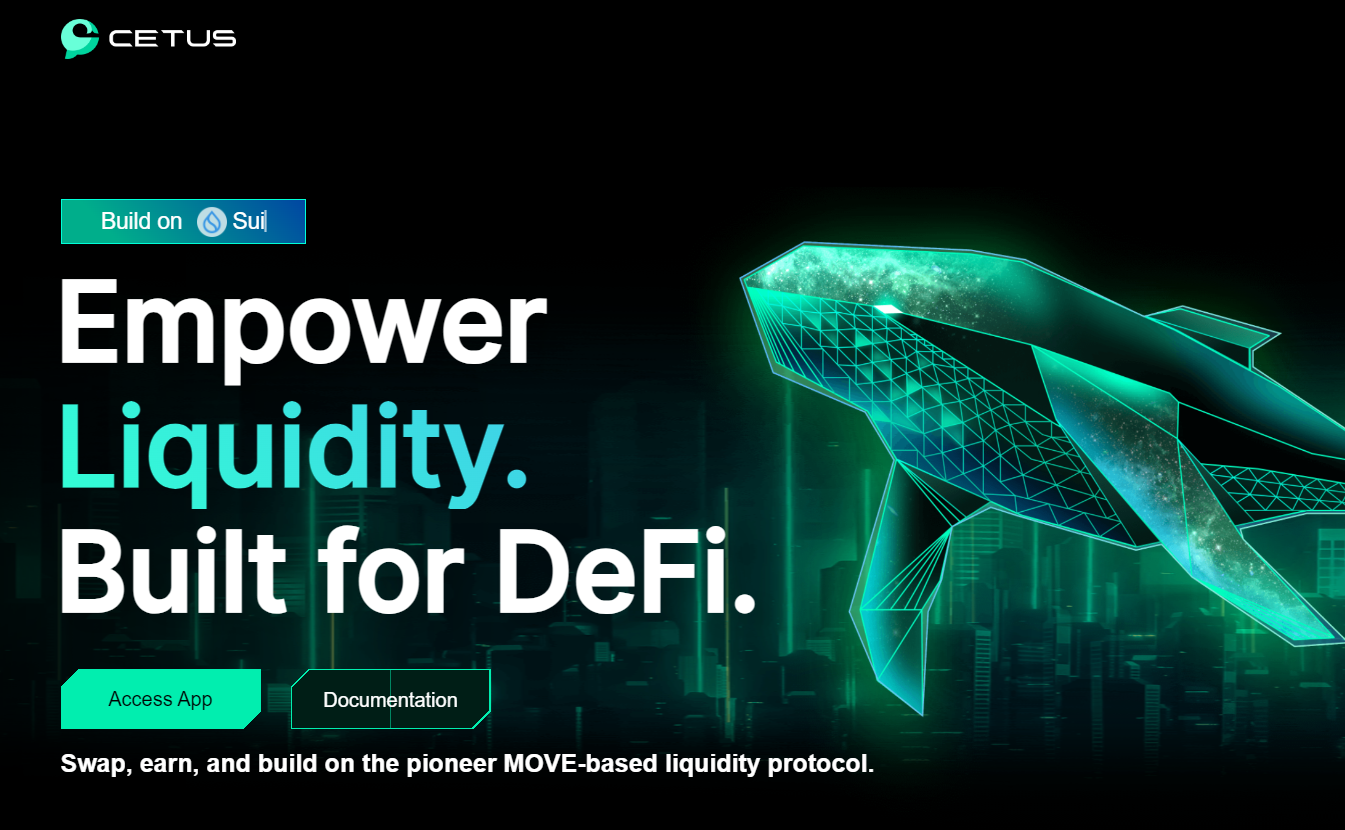 CETUS
Build on Sui
Empower
Liquidity.
Built for DeFi.
Access App
Documentation
Swap, earn, and build on the pioneer MOVE-based liquidity protocol.